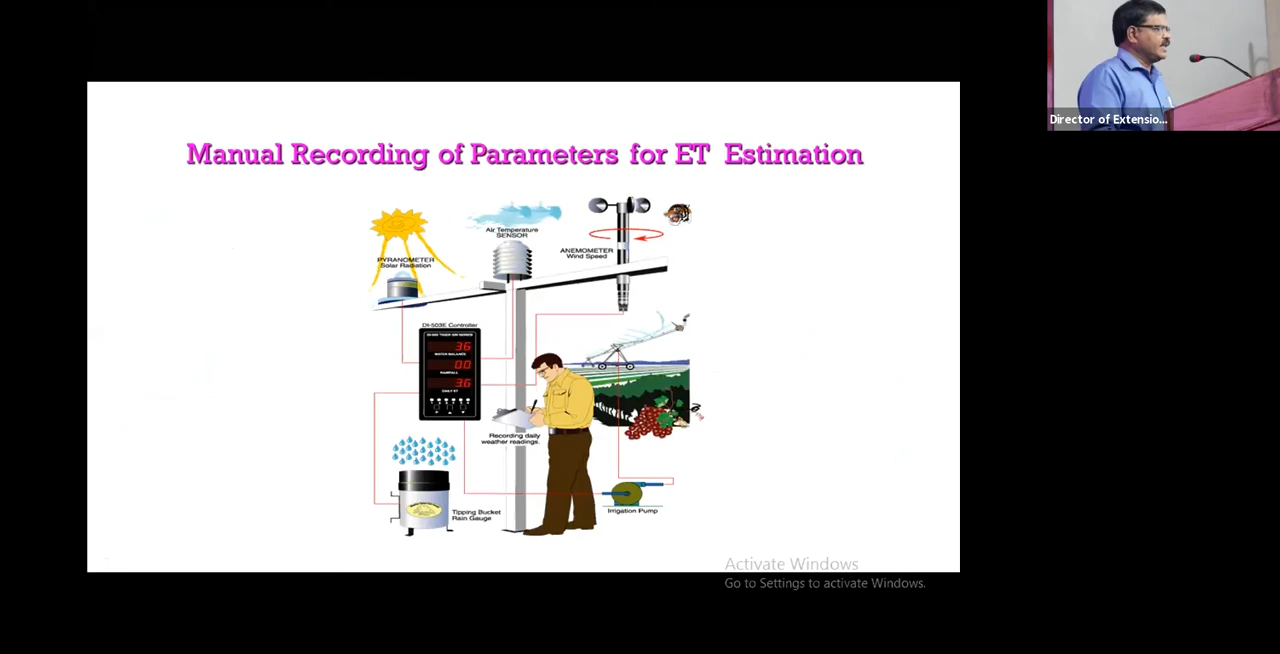 Director of Extensio...
Manual Recording of Parameters for ET Estimation
Air Temperature
SENSOR
ANEMOMETER
Wind Speed
PYRANOMETER
Solar Radiation
DI-503E Controller
36
WATER BALANCE
0.0
RAINFALL
36
DAILY ET
Recording daily
weather readings.
Tipping Bucket
Rain Gauge
Irrigation Pump
Activate Windows
Go to Settings to activate Windows.